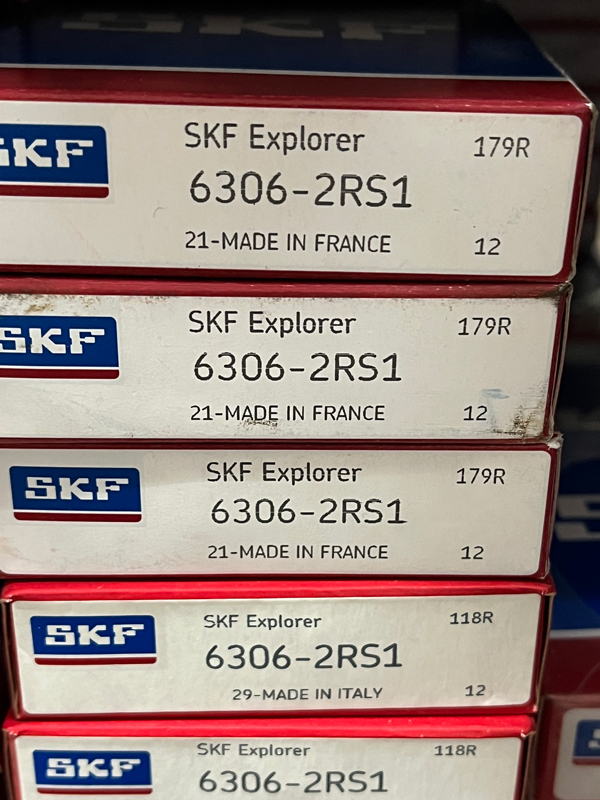 SKF
SKF Explorer 179R
6306-2RS1
21-MADE IN FRANCE 12
SKF
SKF Explorer 179R
6306-2RS1
21-MADE IN FRANCE 12
SKF
SKF Explorer 179R
6306-2RS1
21-MADE IN FRANCE 12
SKF
SKF Explorer 118R
6306-2RS1
29-MADE IN ITALY 12
SKF
SKF Explorer 118R
6306-2RS1